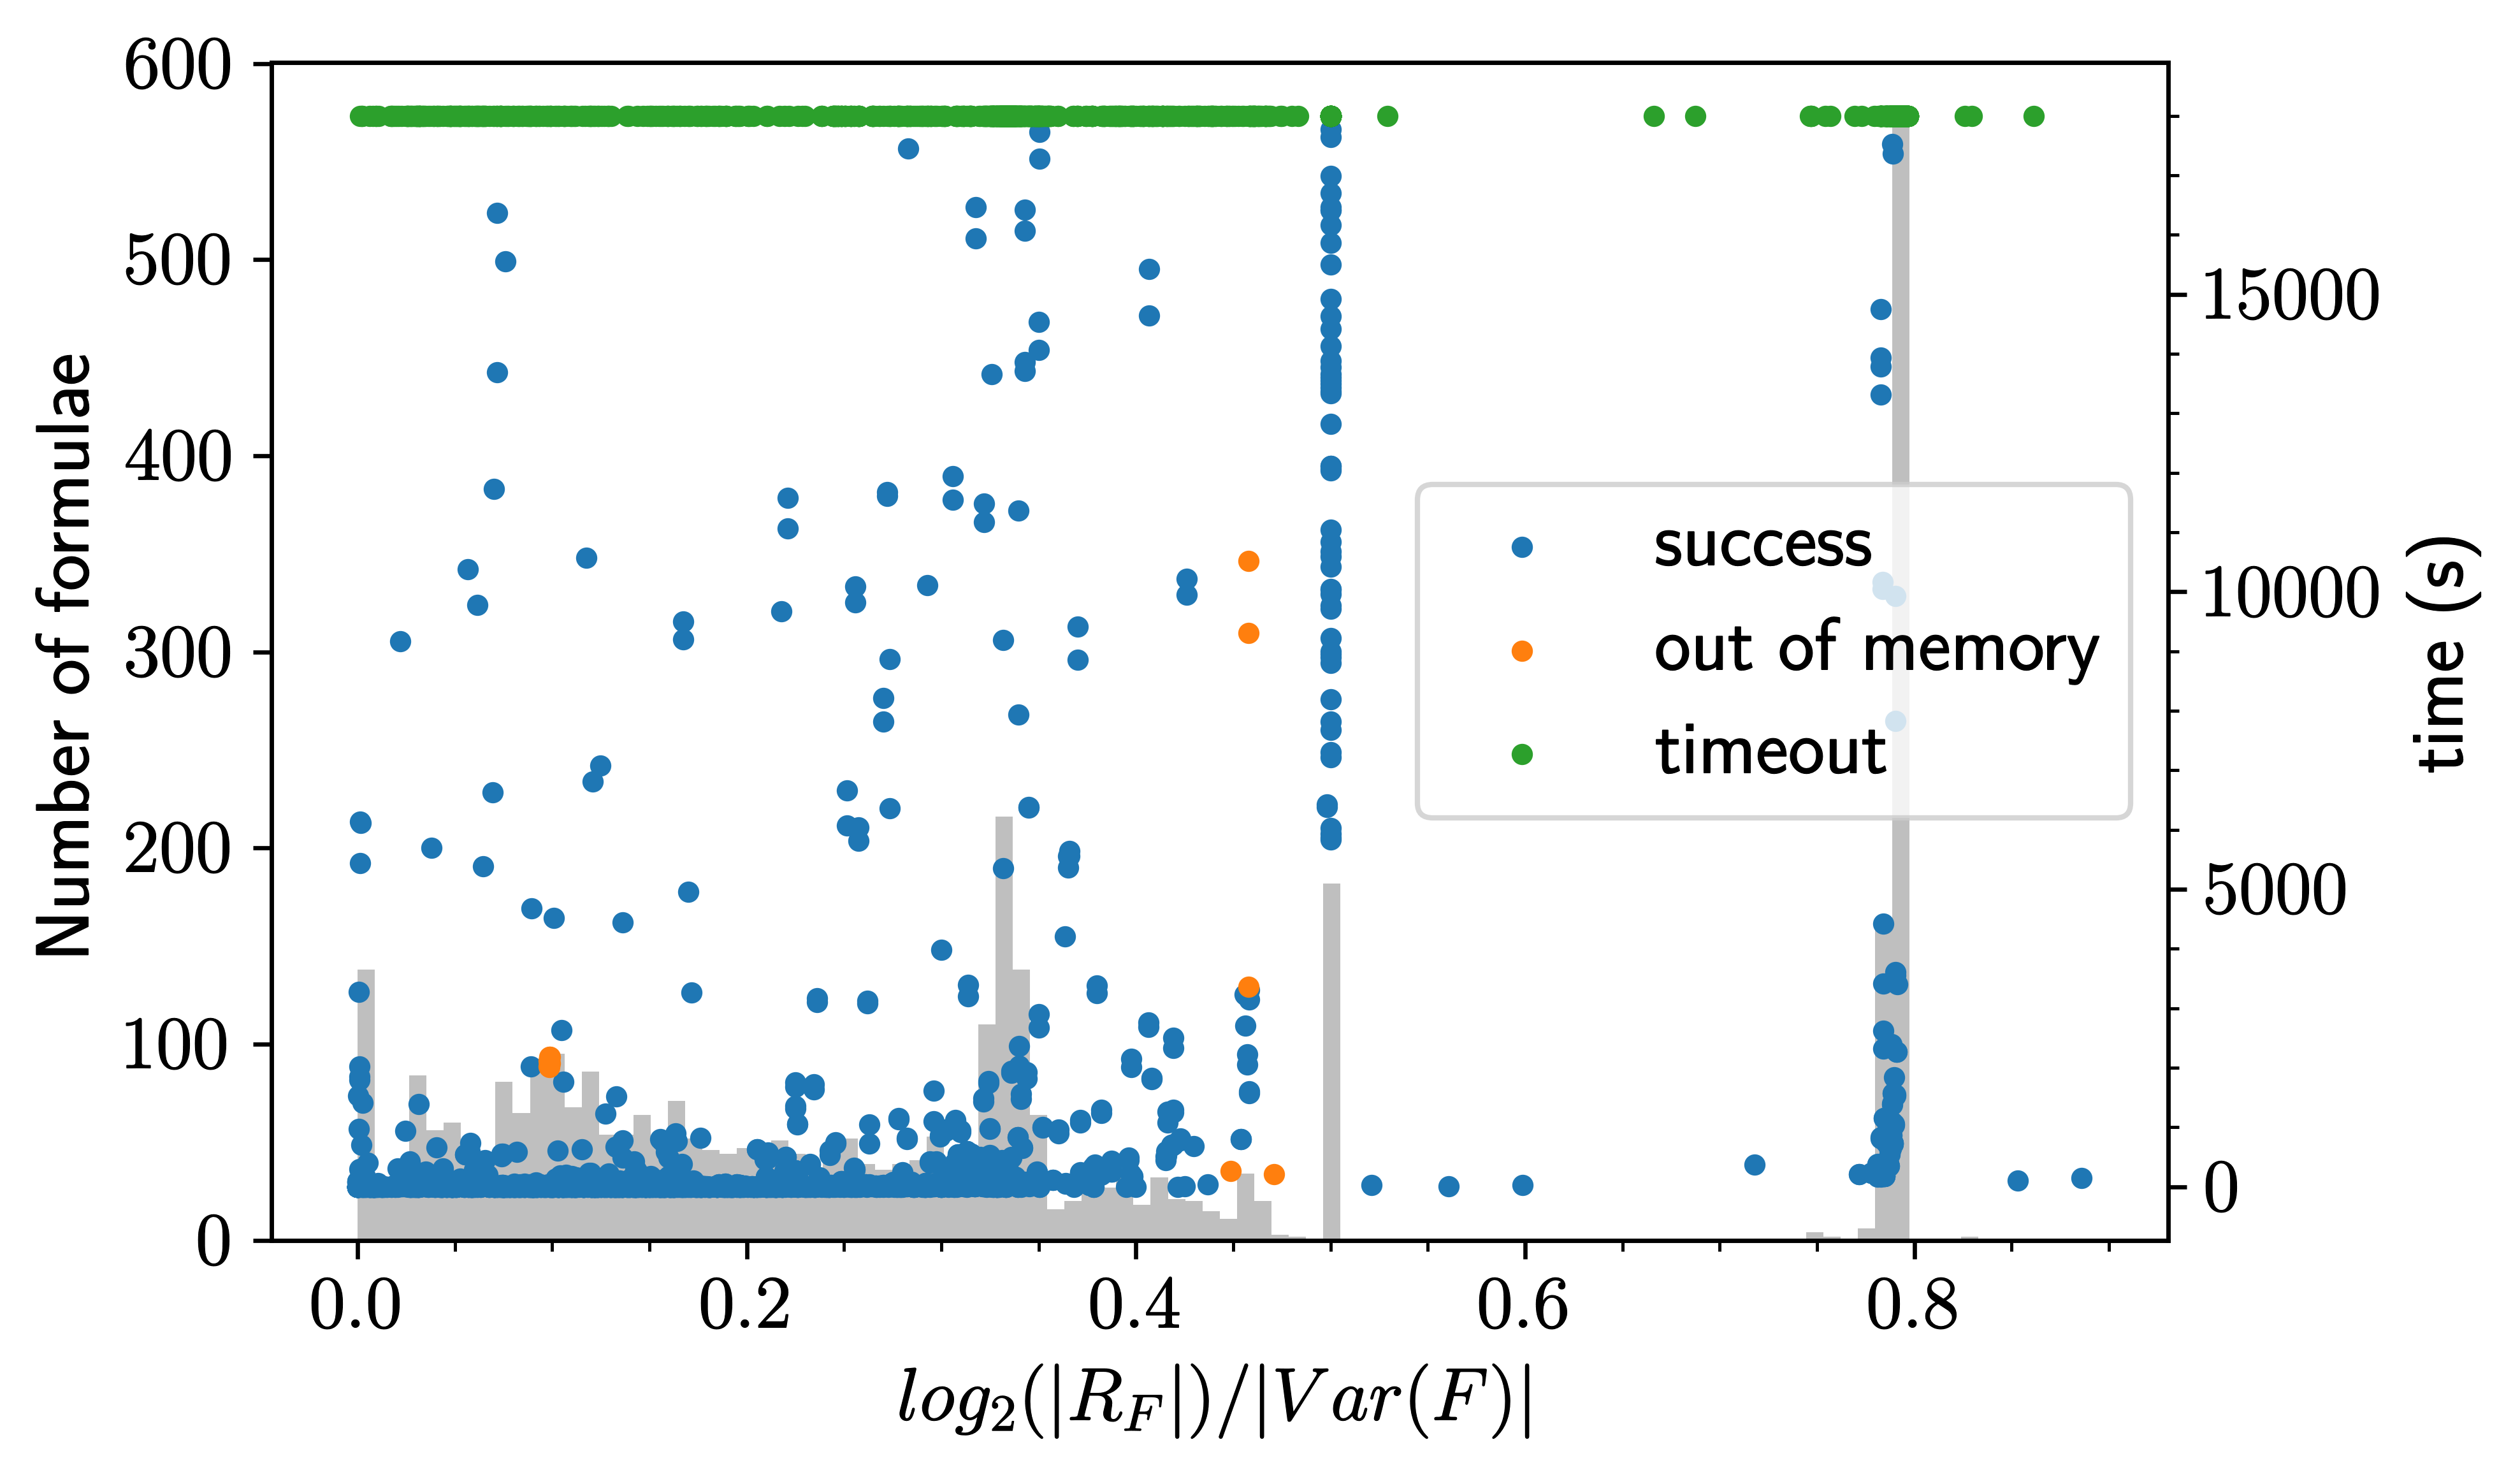 600
500
400
300
200
100
0
Number of formulae
15000
10000
5000
0
time (s)
success
out of memory
timeout
0.0 0.2 0.4 0.6 0.8
log₂(|R_F|)/|Var(F)|